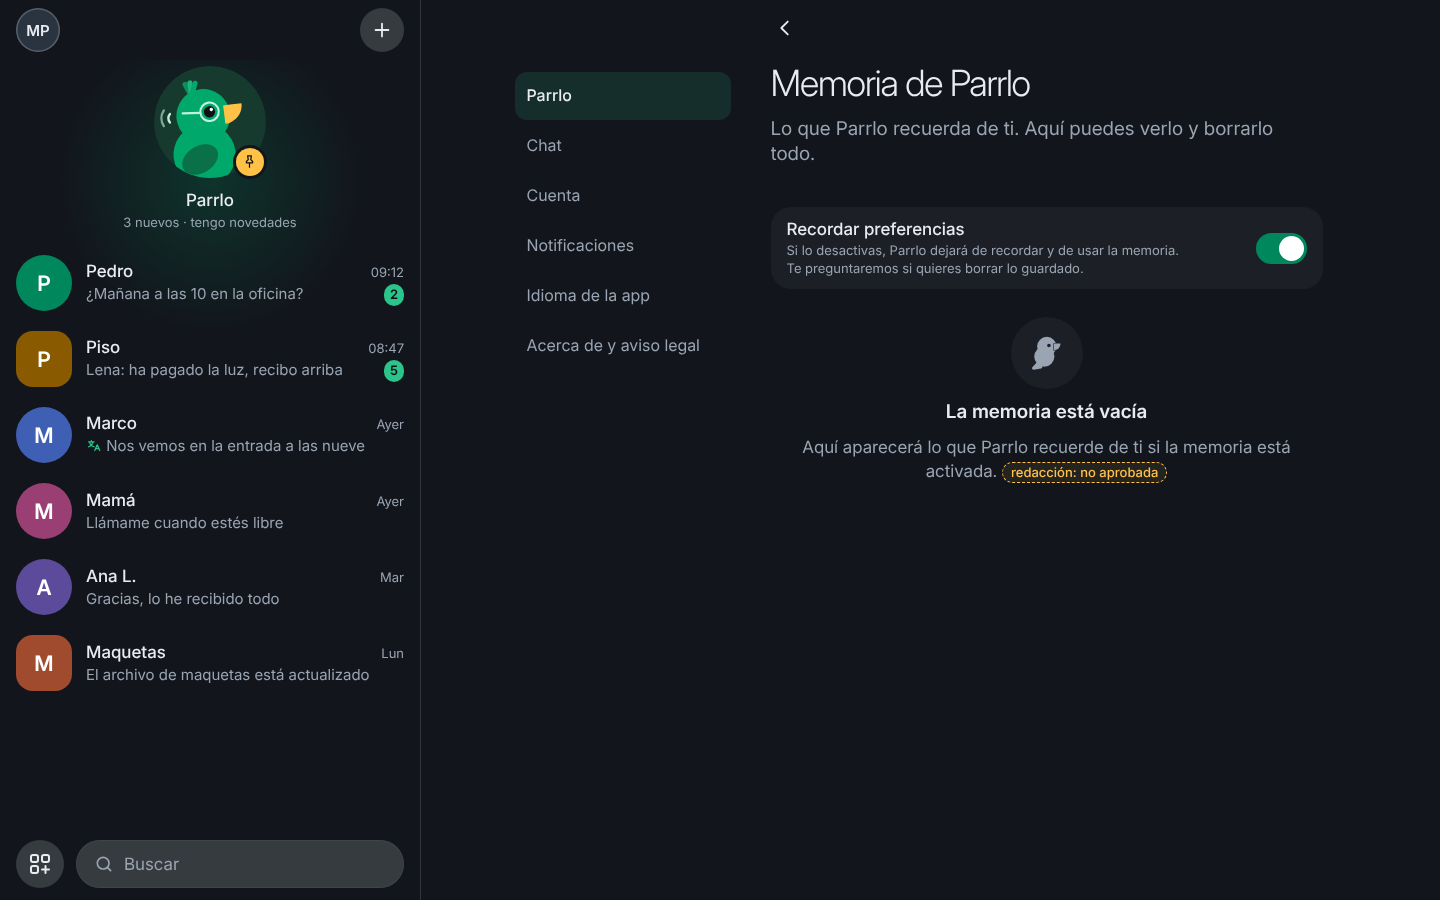 MP
Parrlo
3 nuevos · tengo novedades
Pedro
09:12
¿Mañana a las 10 en la oficina?
2
P
Piso
08:47
Lena: ha pagado la luz, recibo arriba
5
P
Marco
Ayer
Nos vemos en la entrada a las nueve
M
Mamá
Ayer
Llámame cuando estés libre
M
Ana L.
Mar
Gracias, lo he recibido todo
A
Maquetas
Lun
El archivo de maquetas está actualizado
M
Buscar
Parrlo
Chat
Cuenta
Notificaciones
Idioma de la app
Acerca de y aviso legal
Memoria de Parrlo
Lo que Parrlo recuerda de ti. Aquí puedes verlo y borrarlo
todo.
Recordar preferencias
Si lo desactivas, Parrlo dejará de recordar y de usar la memoria.
Te preguntaremos si quieres borrar lo guardado.
La memoria está vacía
Aquí aparecerá lo que Parrlo recuerde de ti si la memoria está
activada. redacción: no aprobada